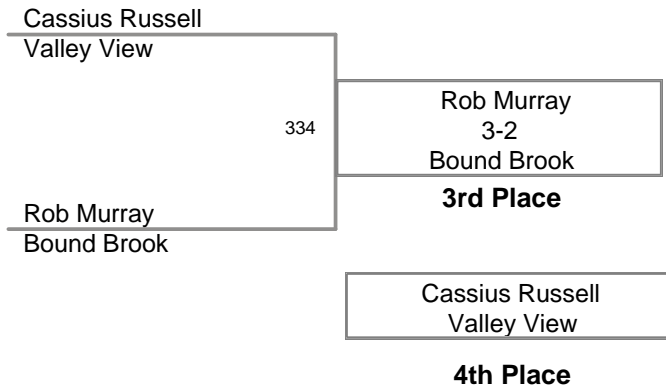 Cassius Russell
Valley View
334
Rob Murray
3-2
Bound Brook
3rd Place
Rob Murray
Bound Brook
Cassius Russell
Valley View
4th Place